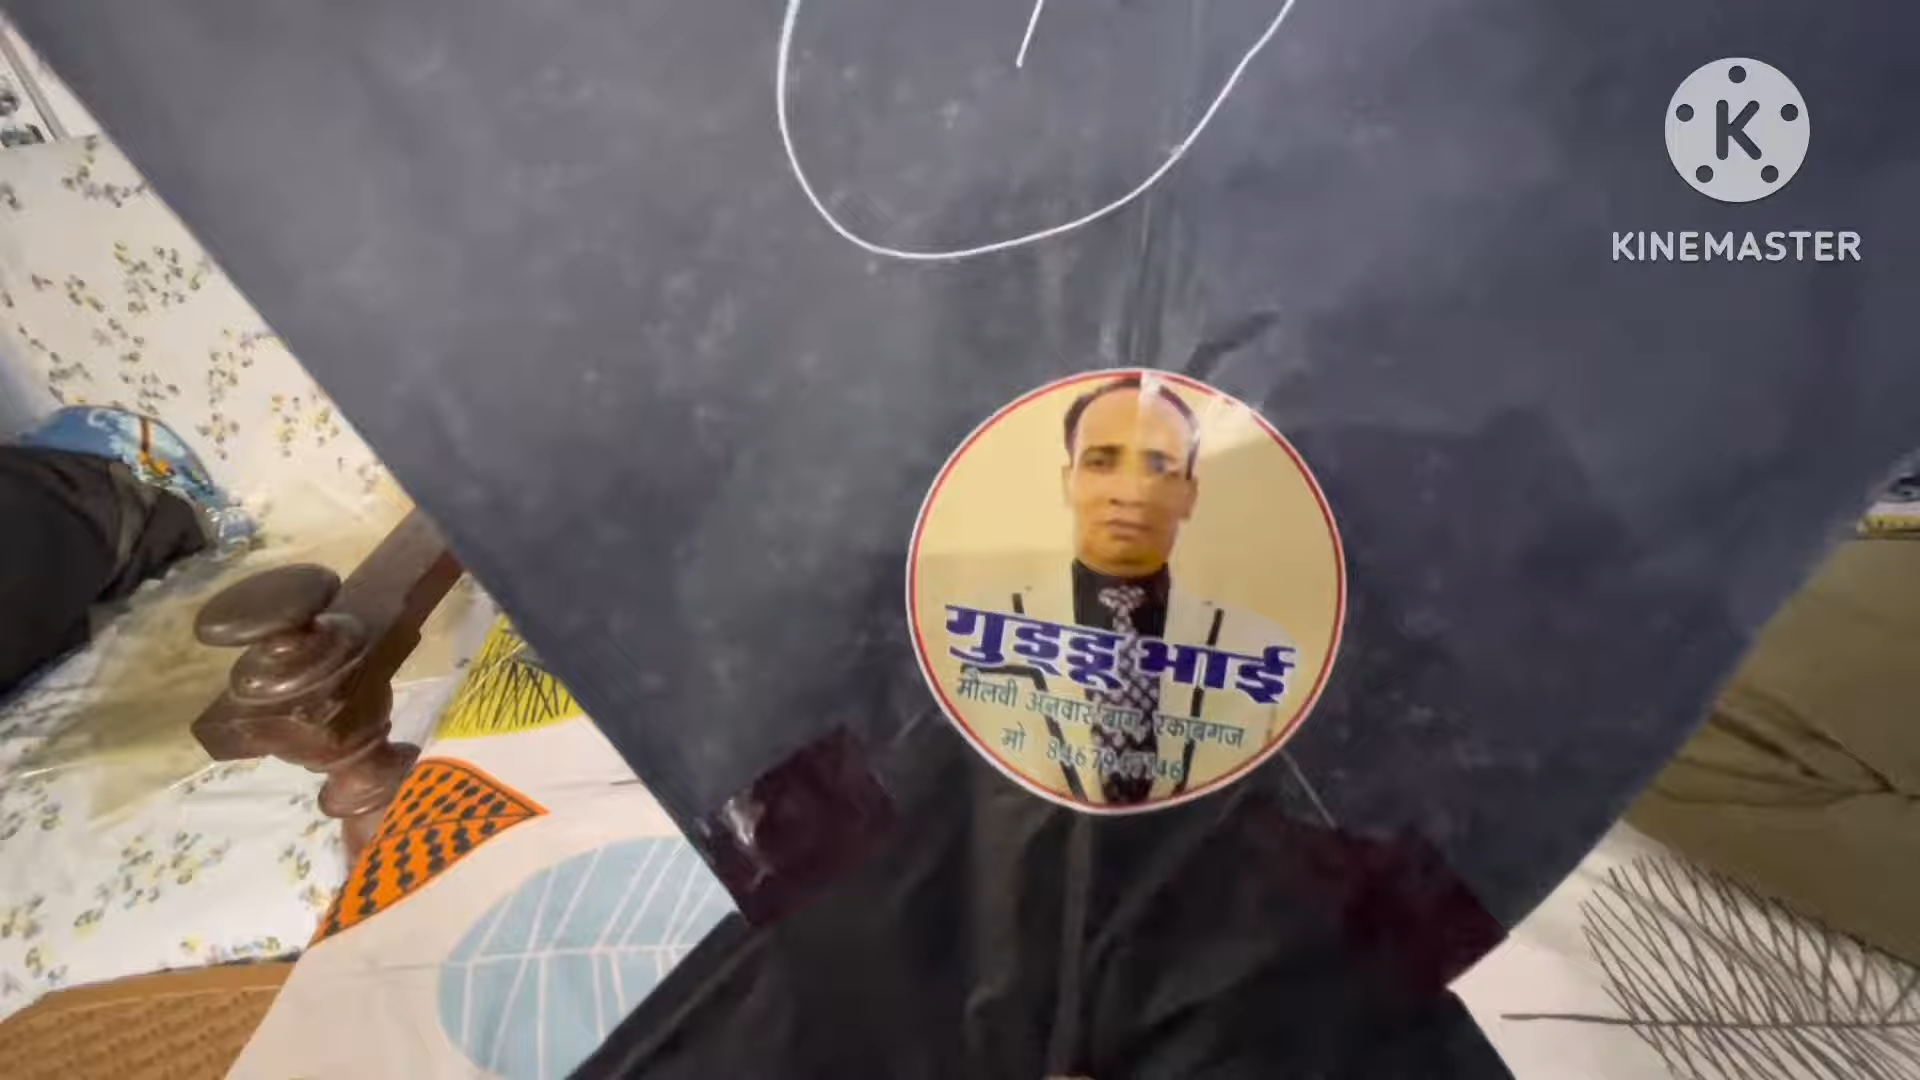 KINEMASTER
गुड्डू भाई
मौलवी अनवार बाग, रकाबगंज
मो